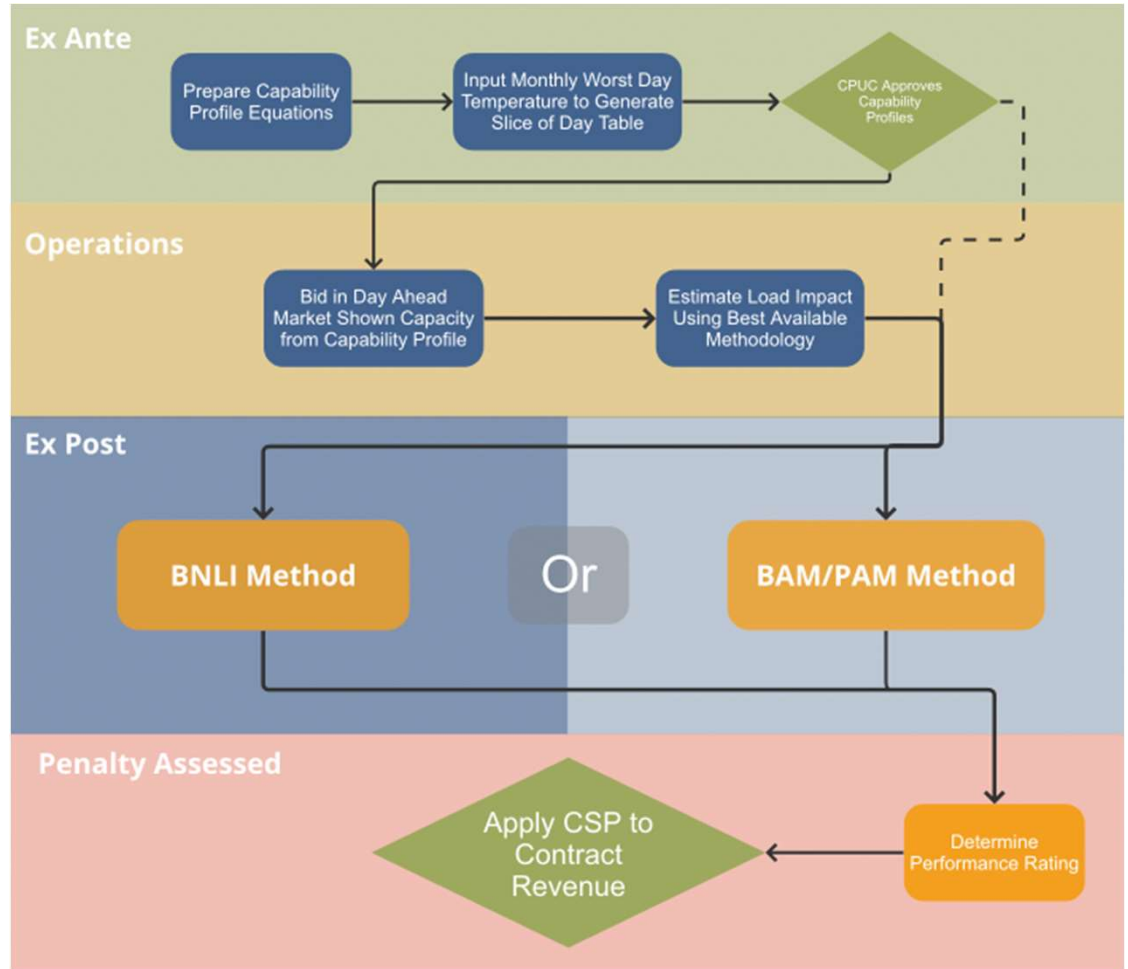 Ex Ante
Prepare Capability
Profile Equations
Input Monthly Worst Day
Temperature to Generate
Slice of Day Table
CPUC Approves
Capability
Profiles
Operations
Bid in Day Ahead
Market Shown Capacity
from Capability Profile
Estimate Load Impact
Using Best Available
Methodology
Ex Post
BNLI Method
Or
BAM/PAM Method
Penalty Assessed
Apply CSP to
Contract
Revenue
Determine
Performance Rating